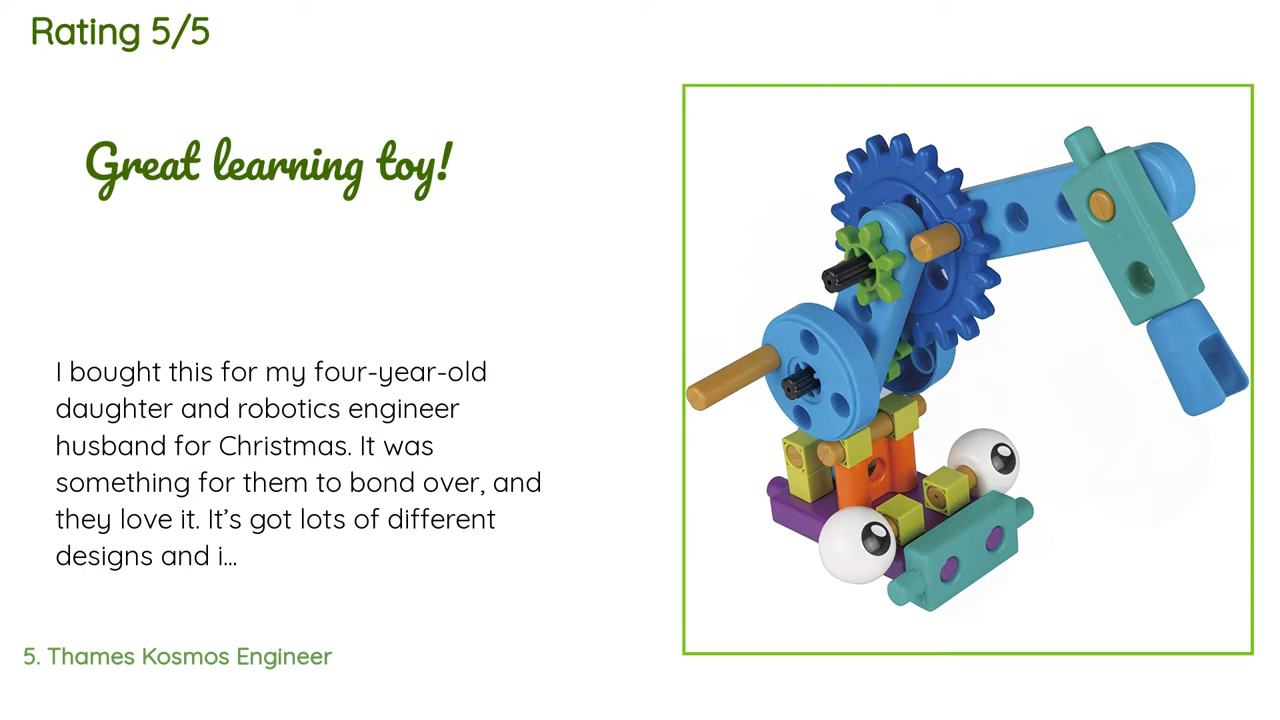 Rating 5/5
Great learning toy!
I bought this for my four-year-old
daughter and robotics engineer
husband for Christmas. It was
something for them to bond over, and
they love it. It’s got lots of different
designs and i...
5. Thames Kosmos Engineer